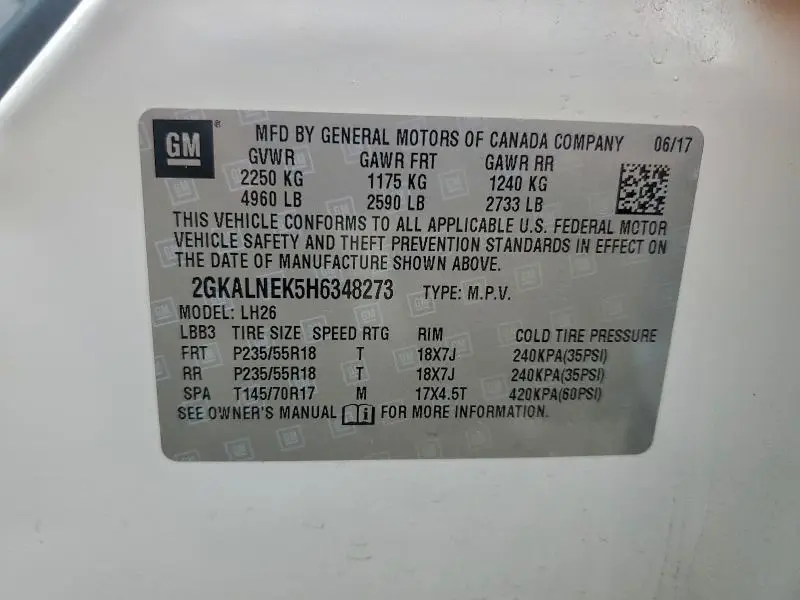 GM ® MFD BY GENERAL MOTORS OF CANADA COMPANY 06/17
GVWR GAWR FRT GAWR RR
2250 KG 1175 KG 1240 KG
4960 LB 2590 LB 2733 LB
THIS VEHICLE CONFORMS TO ALL APPLICABLE U.S. FEDERAL MOTOR
VEHICLE SAFETY AND THEFT PREVENTION STANDARDS IN EFFECT ON
THE DATE OF MANUFACTURE SHOWN ABOVE.
2GKALNEK5H6348273 TYPE: M.P.V.
MODEL: LH26
LBB3 TIRE SIZE SPEED RTG RIM COLD TIRE PRESSURE
FRT P235/55R18 T 18X7J 240KPA(35PSI)
RR P235/55R18 T 18X7J 240KPA(35PSI)
SPA T145/70R17 M 17X4.5T 420KPA(60PSI)
SEE OWNER'S MANUAL i FOR MORE INFORMATION.